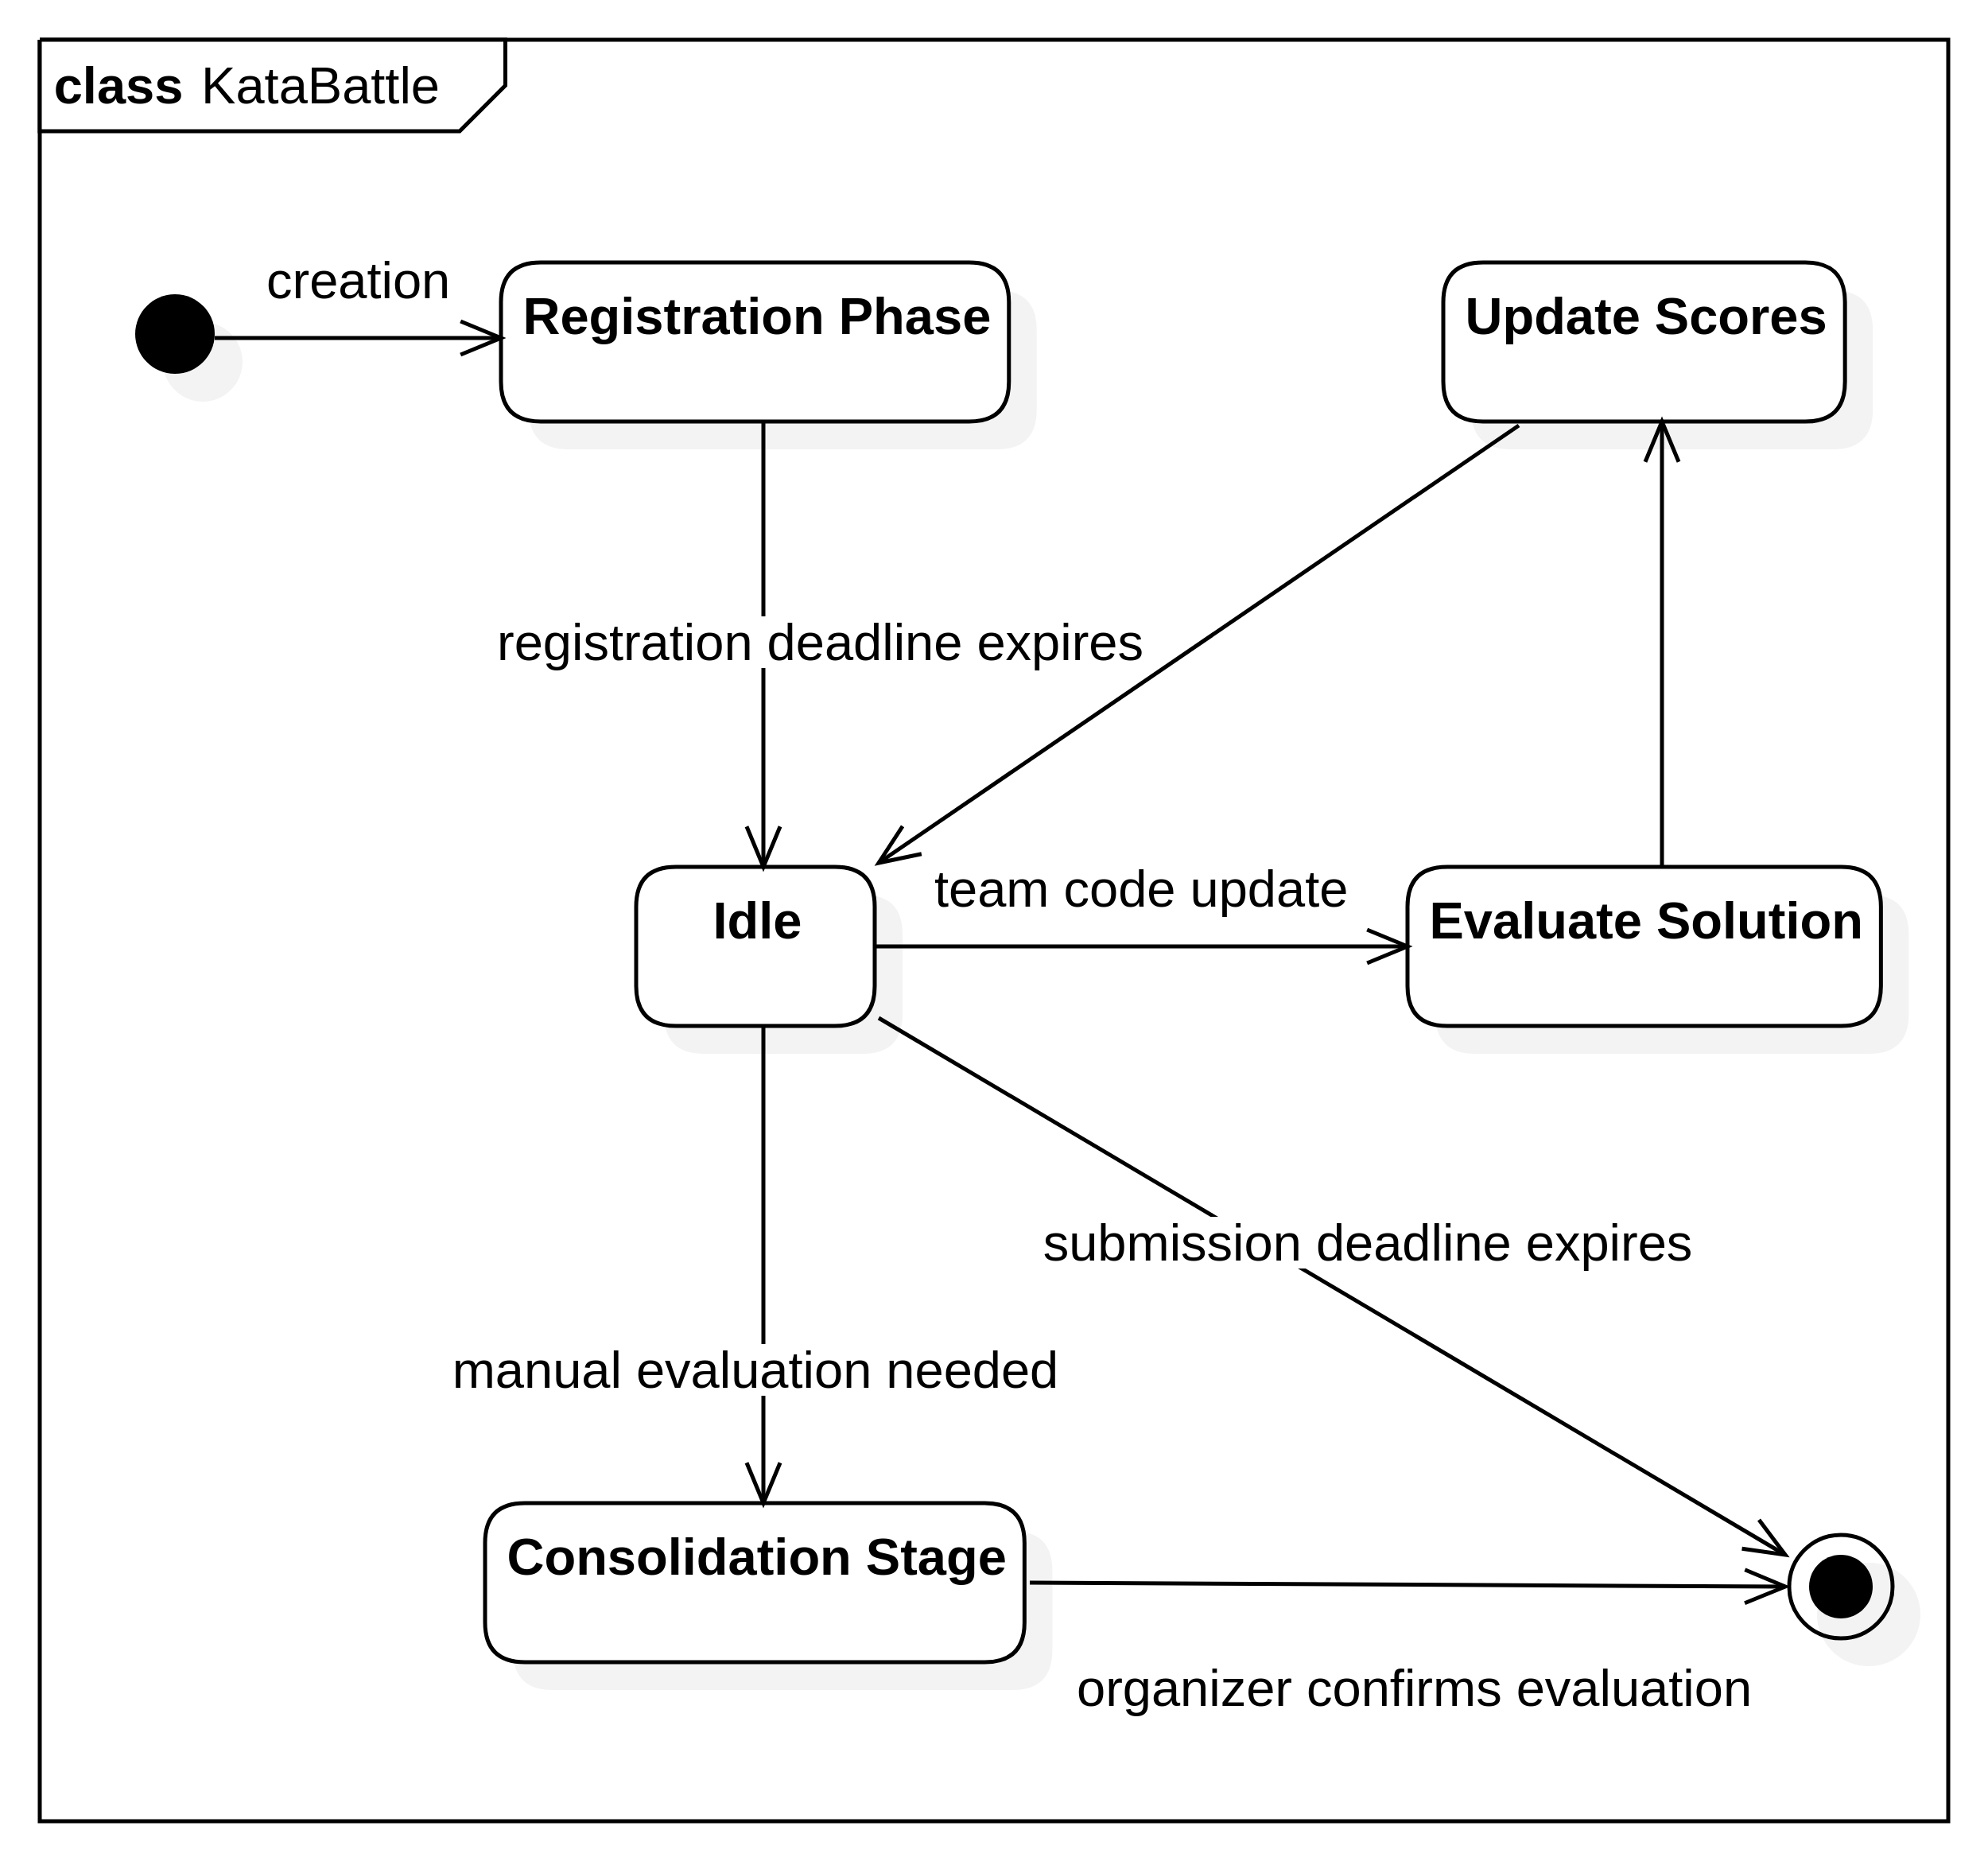 class KataBattle
creation
Registration Phase
Update Scores
registration deadline expires
Idle
team code update
Evaluate Solution
submission deadline expires
manual evaluation needed
Consolidation Stage
organizer confirms evaluation